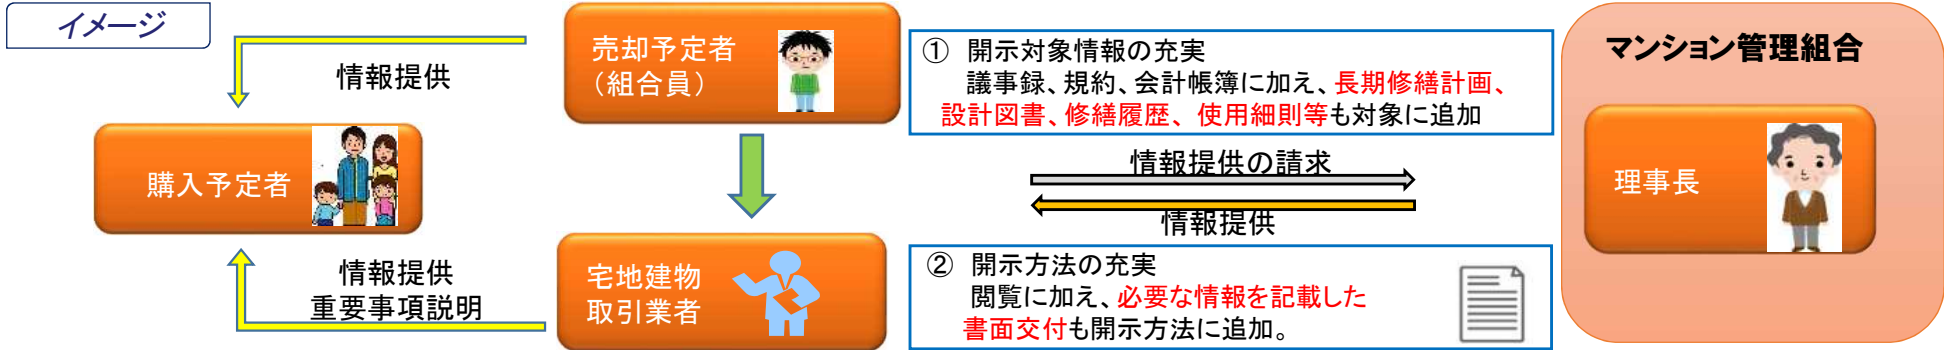 イメージ
情報提供
売却予定者
（組合員）
① 開示対象情報の充実
議事録、規約、会計帳簿に加え、長期修繕計画、
設計図書、修繕履歴、使用細則等も対象に追加
マンション管理組合
購入予定者
情報提供の請求
情報提供
理事長
情報提供
重要事項説明
宅地建物
取引業者
② 開示方法の充実
閲覧に加え、必要な情報を記載した
書面交付も開示方法に追加。